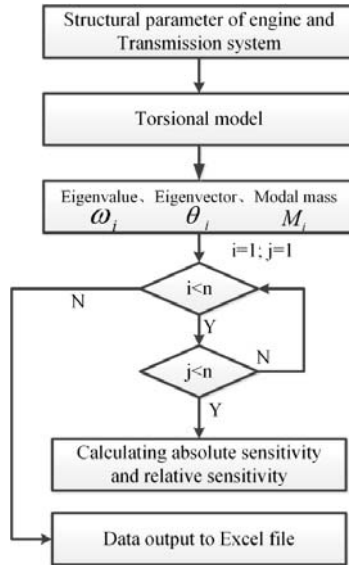 Structural parameter of engine and
Transmission system
Torsional model
Eigenvalue、Eigenvector、Modal mass
ω_i θ_i M_i
i=1; j=1
i<n
N
Y
j<n
N
Y
Calculating absolute sensitivity
and relative sensitivity
Data output to Excel file